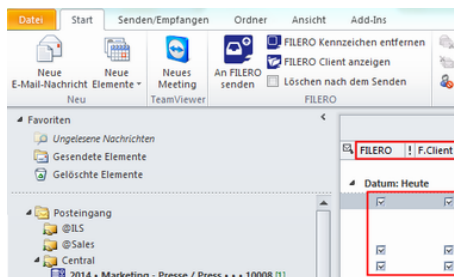 Datei Start Senden/Empfangen Ordner Ansicht Add-Ins
Neue E-Mail-Nachricht
Neue Elemente
Neu
Neues Meeting
TeamViewer
An FILERO senden
FILERO Kennzeichen entfernen
FILERO Client anzeigen
Löschen nach dem Senden
FILERO
Favoriten
Ungelesene Nachrichten
Gesendete Elemente
Gelöschte Elemente
Posteingang
@ILS
@Sales
Central
2014 • Marketing - Presse / Press • • • 10008 [1]
FILERO ! F.Client
Datum: Heute